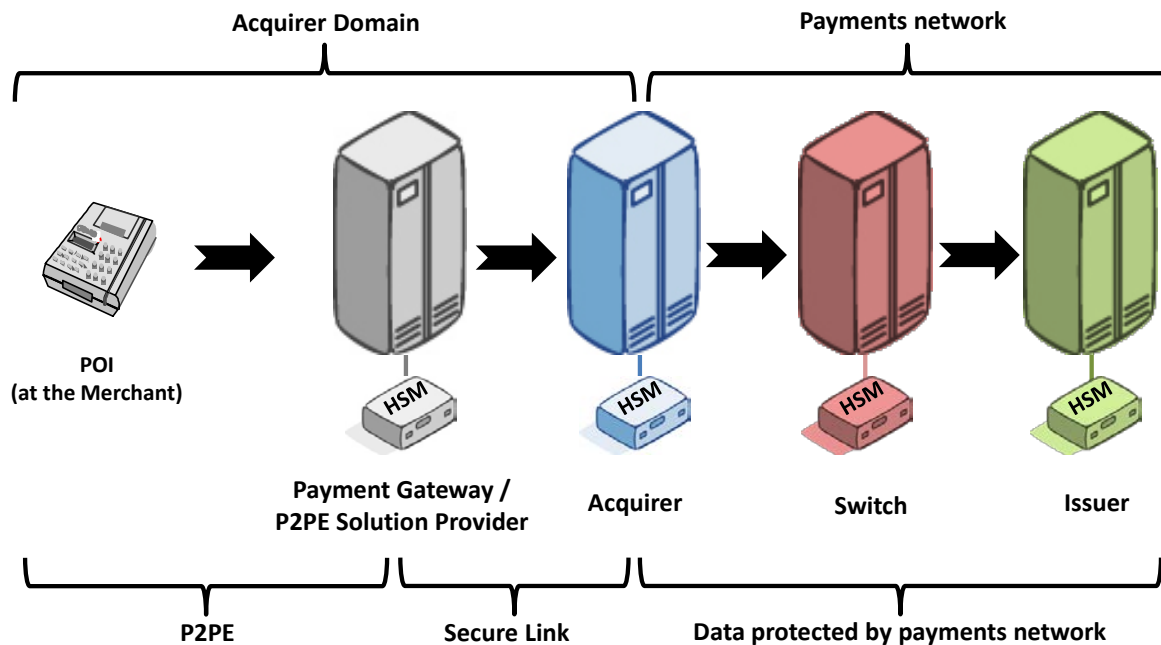 Acquirer Domain
Payments network
POI
(at the Merchant)
HSM
HSM
HSM
HSM
Payment Gateway /
P2PE Solution Provider
Acquirer
Switch
Issuer
P2PE
Secure Link
Data protected by payments network